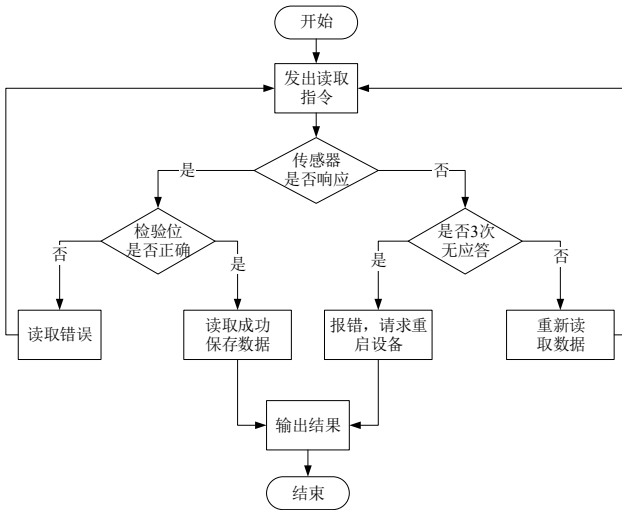 开始
发出读取
指令
传感器
是否响应
是
否
检验位
是否正确
是否3次
无应答
否
是
是
否
读取错误
读取成功
保存数据
报错，请求重
启设备
重新读
取数据
输出结果
结束